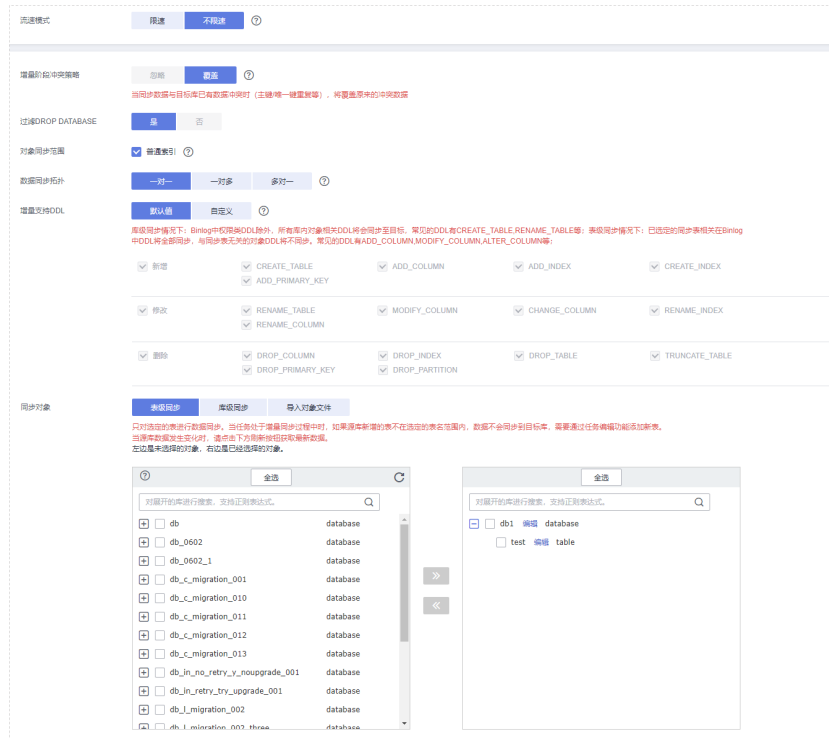 流速模式 限速 不限速
增量阶段冲突策略 忽略 覆盖
当同步数据与目标库已有数据冲突时（主键/唯一键重复等），将覆盖原来的冲突数据
过滤DROP DATABASE 是 否
对象同步范围 普通索引
数据同步拓扑 一对一 一对多 多对一
增量支持DDL 默认值 自定义
库级同步情况下：Binlog中权限类DDL除外，所有库内对象相关DDL将会同步至目标，常见的DDL有CREATE_TABLE,RENAME_TABLE等；表级同步情况下：已选定的同步表相关在Binlog
中DDL将全部同步，与同步表无关的对象DDL将不同步。常见的DDL有ADD_COLUMN,MODIFY_COLUMN,ALTER_COLUMN等；
新增 CREATE_TABLE ADD_COLUMN ADD_INDEX CREATE_INDEX
ADD_PRIMARY_KEY
修改 RENAME_TABLE MODIFY_COLUMN CHANGE_COLUMN RENAME_INDEX
RENAME_COLUMN
删除 DROP_COLUMN DROP_INDEX DROP_TABLE TRUNCATE_TABLE
DROP_PRIMARY_KEY DROP_PARTITION
同步对象 表级同步 库级同步 导入对象文件
只对选定的表进行数据同步。当任务处于增量同步过程中时，如果源库新增的表不在选定的表名范围内，数据不会同步到目标库，需要通过任务编辑功能添加新表。
当源库数据发生变化时，请点击下方刷新按钮获取最新数据。
左边是未选择的对象，右边是已经选择的对象。
全选
对展开的库进行搜索，支持正则表达式。
db database
db_0602 database
db_0602_1 database
db_c_migration_001 database
db_c_migration_010 database
db_c_migration_011 database
db_c_migration_012 database
db_c_migration_013 database
db_in_no_retry_y_noupgrade_001 database
db_in_retry_try_upgrade_001 database
db_l_migration_002 database
db_l_migration_002_three database
全选
对展开的库进行搜索，支持正则表达式。
db1 编辑 database
test 编辑 table